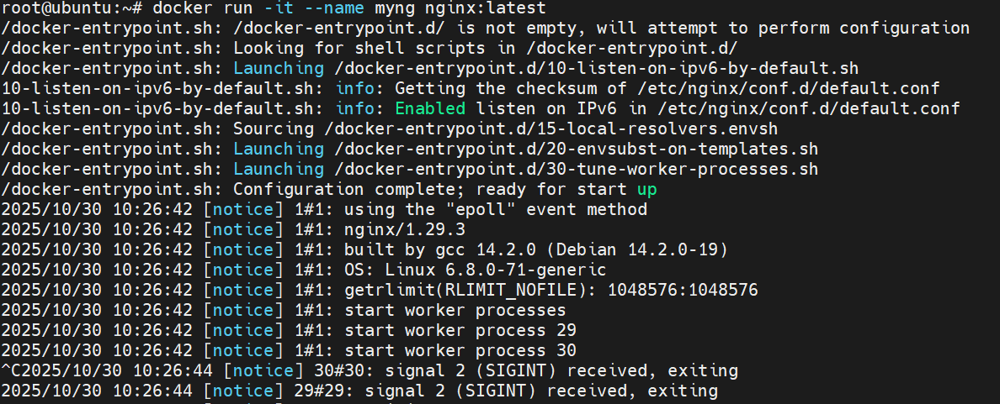 root@ubuntu:~# docker run -it --name myng nginx:latest
/docker-entrypoint.sh: /docker-entrypoint.d/ is not empty, will attempt to perform configuration
/docker-entrypoint.sh: Looking for shell scripts in /docker-entrypoint.d/
/docker-entrypoint.sh: Launching /docker-entrypoint.d/10-listen-on-ipv6-by-default.sh
10-listen-on-ipv6-by-default.sh: info: Getting the checksum of /etc/nginx/conf.d/default.conf
10-listen-on-ipv6-by-default.sh: info: Enabled listen on IPv6 in /etc/nginx/conf.d/default.conf
/docker-entrypoint.sh: Sourcing /docker-entrypoint.d/15-local-resolvers.envsh
/docker-entrypoint.sh: Launching /docker-entrypoint.d/20-envsubst-on-templates.sh
/docker-entrypoint.sh: Launching /docker-entrypoint.d/30-tune-worker-processes.sh
/docker-entrypoint.sh: Configuration complete; ready for start up
2025/10/30 10:26:42 [notice] 1#1: using the "epoll" event method
2025/10/30 10:26:42 [notice] 1#1: nginx/1.29.3
2025/10/30 10:26:42 [notice] 1#1: built by gcc 14.2.0 (Debian 14.2.0-19)
2025/10/30 10:26:42 [notice] 1#1: OS: Linux 6.8.0-71-generic
2025/10/30 10:26:42 [notice] 1#1: getrlimit(RLIMIT_NOFILE): 1048576:1048576
2025/10/30 10:26:42 [notice] 1#1: start worker processes
2025/10/30 10:26:42 [notice] 1#1: start worker process 29
2025/10/30 10:26:42 [notice] 1#1: start worker process 30
^C2025/10/30 10:26:44 [notice] 30#30: signal 2 (SIGINT) received, exiting
2025/10/30 10:26:44 [notice] 29#29: signal 2 (SIGINT) received, exiting